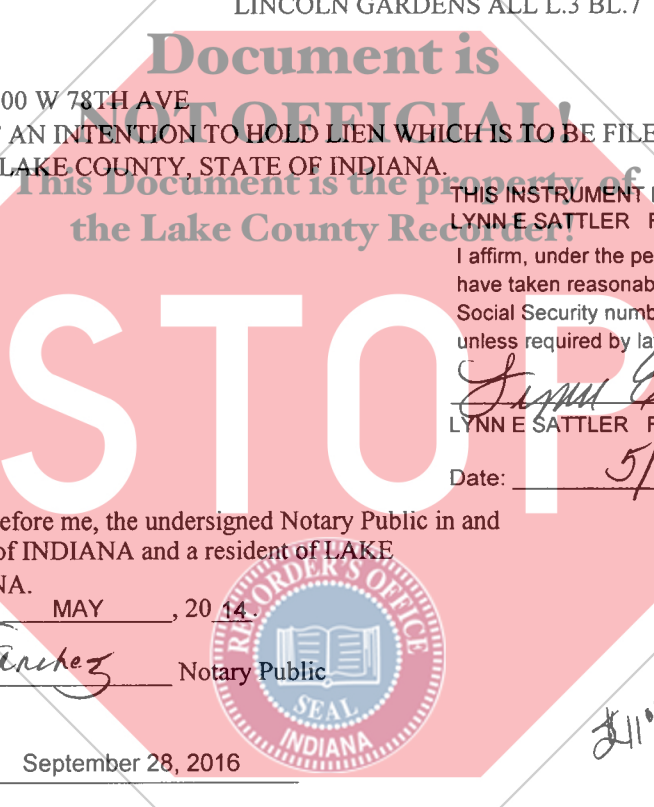 LINCOLN GARDENS ALL L.3 BL.7
Document is
00 W 78TH AVE
NOT OFFICIAL!
AN INTENTION TO HOLD LIEN WHICH IS TO BE FILE
LAKE COUNTY, STATE OF INDIANA.
This Document is the property of
THIS INSTRUMENT
the Lake County Recorder!
LYNN E SATTLER
I affirm, under the pe
have taken reasonab
Social Security numb
unless required by la
STOP
Lynn
LYNN E SATTLER
Date: 5/
efore me, the undersigned Notary Public in and
of INDIANA and a resident of LAKE
NA.
MAY , 20 14.
anchez Notary Public
RECORDER'S OFFICE
SEAL
INDIANA
$11
September 28, 2016